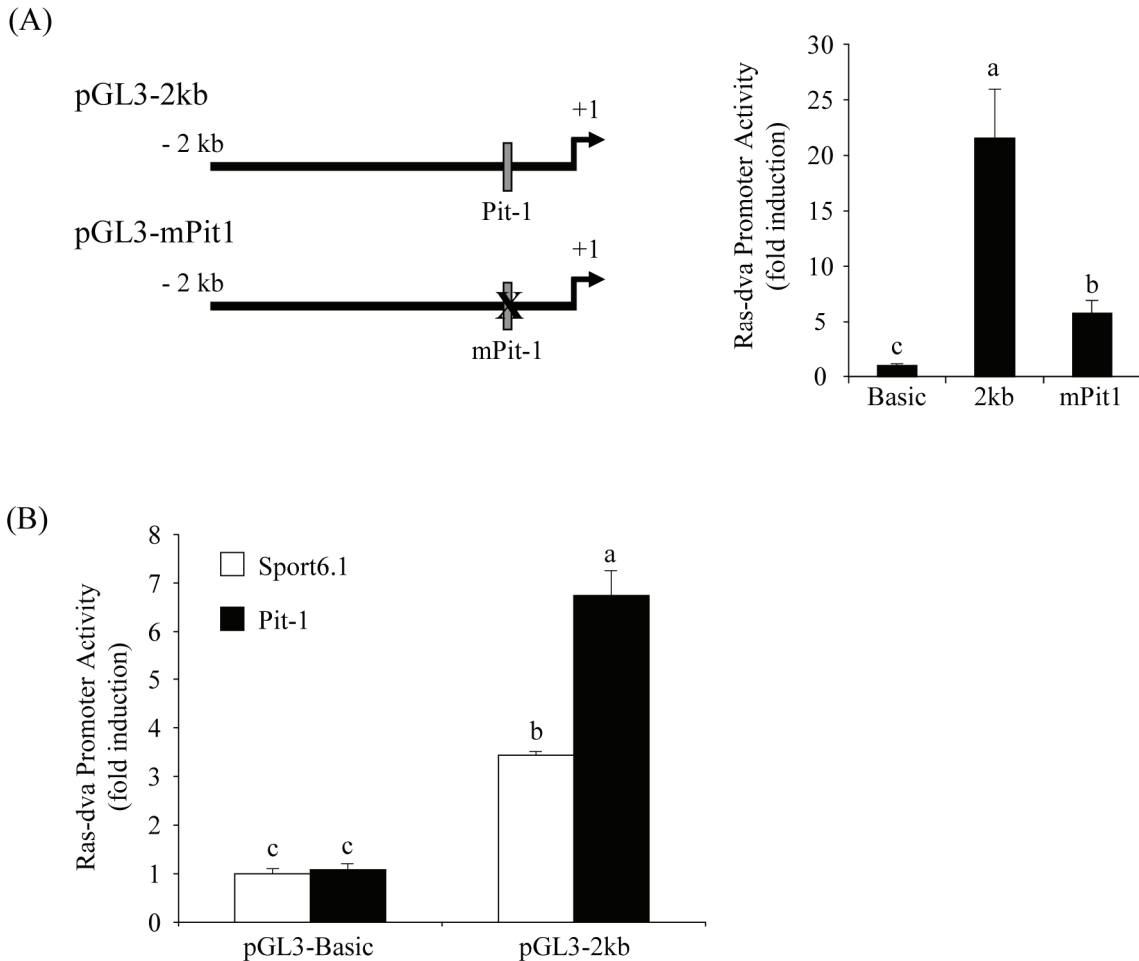 (A)
pGL3-2kb
- 2 kb
+1
Pit-1
pGL3-mPit1
- 2 kb
+1
X
mPit-1
Ras-dva Promoter Activity
(fold induction)
30
25
20
15
10
5
0
a
b
c
Basic 2kb mPit1
(B)
Ras-dva Promoter Activity
(fold induction)
8
7
6
5
4
3
2
1
0
Sport6.1
Pit-1
c c b a
pGL3-Basic pGL3-2kb